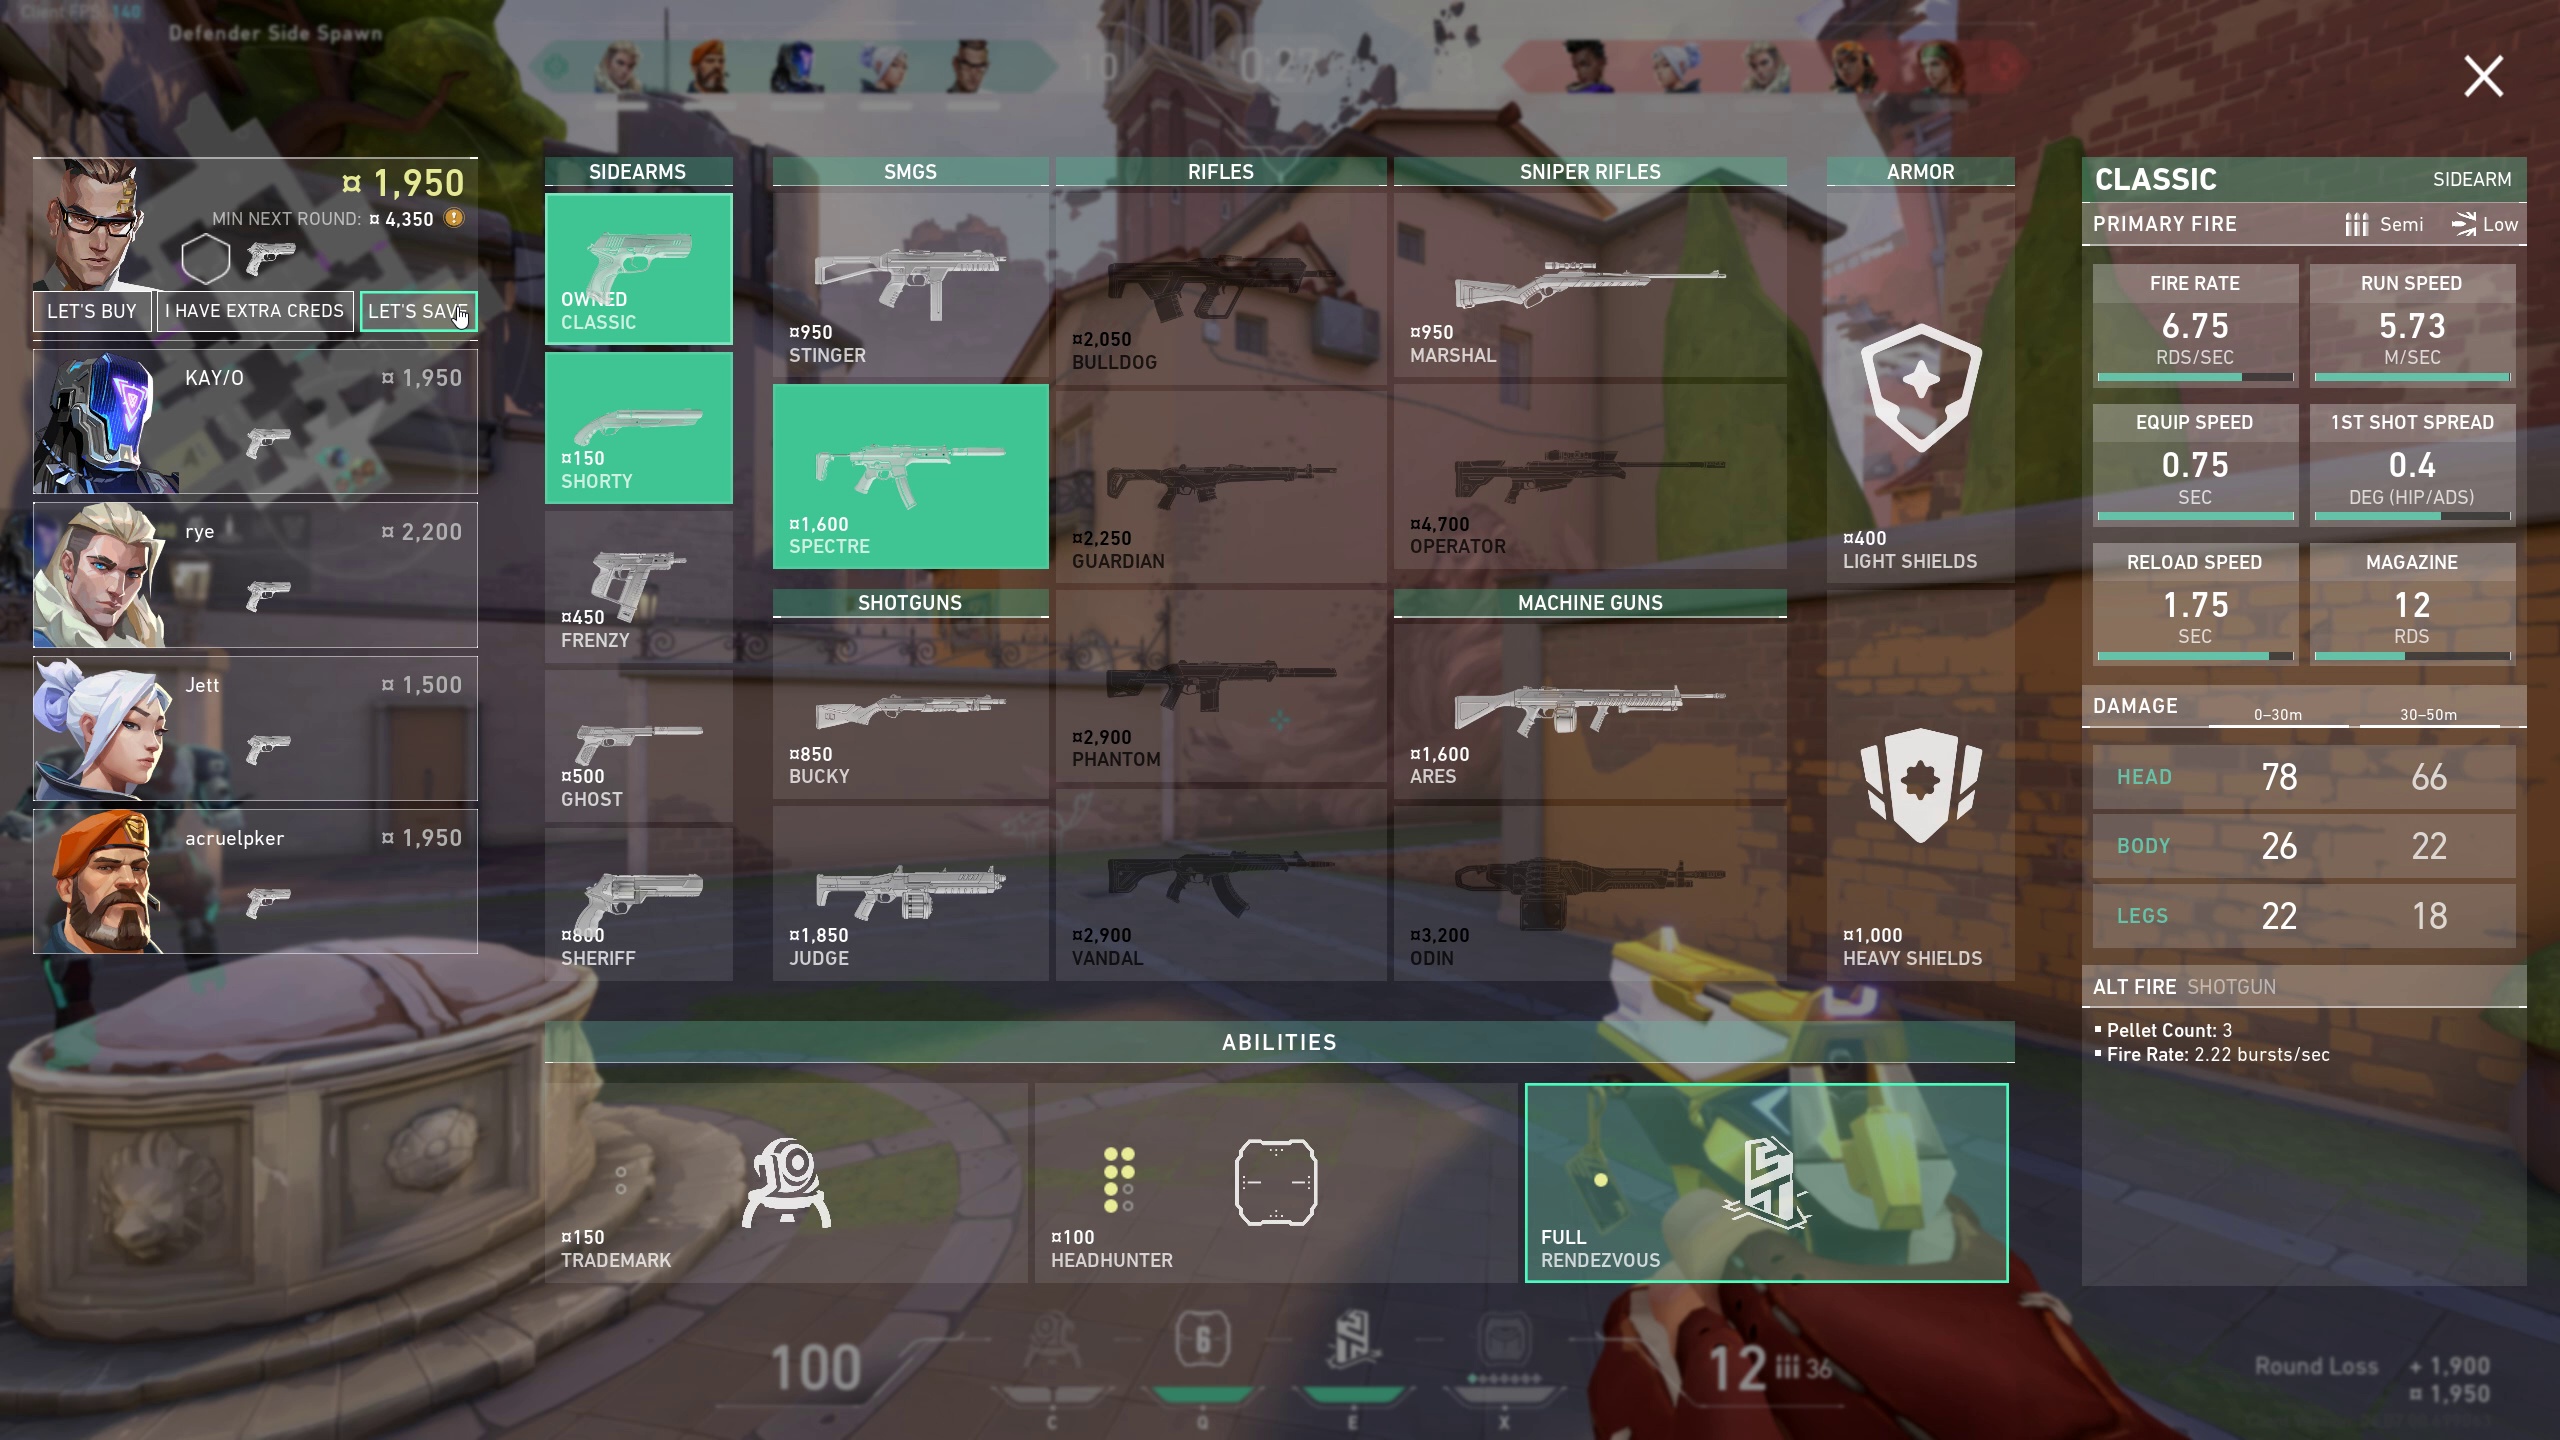 Client FPS 140
Defender Side Spawn
10
0:27
3
¤ 1,950
MIN NEXT ROUND: ¤ 4,350
LET'S BUY
I HAVE EXTRA CREDS
LET'S SAVE
KAY/O
¤ 1,950
rye
¤ 2,200
Jett
¤ 1,500
acruelpker
¤ 1,950
SIDEARMS
OWNED
CLASSIC
¤150
SHORTY
¤450
FRENZY
¤500
GHOST
¤800
SHERIFF
SMGS
¤950
STINGER
¤1,600
SPECTRE
SHOTGUNS
¤850
BUCKY
¤1,850
JUDGE
RIFLES
¤2,050
BULLDOG
¤2,250
GUARDIAN
¤2,900
PHANTOM
¤2,900
VANDAL
SNIPER RIFLES
¤950
MARSHAL
¤4,700
OPERATOR
MACHINE GUNS
¤1,600
ARES
¤3,200
ODIN
ARMOR
¤400
LIGHT SHIELDS
¤1,000
HEAVY SHIELDS
ABILITIES
¤150
TRADEMARK
¤100
HEADHUNTER
FULL
RENDEZVOUS
CLASSIC
SIDEARM
PRIMARY FIRE
Semi
Low
FIRE RATE
6.75
RDS/SEC
RUN SPEED
5.73
M/SEC
EQUIP SPEED
0.75
SEC
1ST SHOT SPREAD
0.4
DEG (HIP/ADS)
RELOAD SPEED
1.75
SEC
MAGAZINE
12
RDS
DAMAGE
0–30m
30–50m
HEAD 78 66
BODY 26 22
LEGS 22 18
ALT FIRE SHOTGUN
Pellet Count: 3
Fire Rate: 2.22 bursts/sec
100
6
C
Q
E
X
12
36
Round Loss + 1,900
¤ 1,950